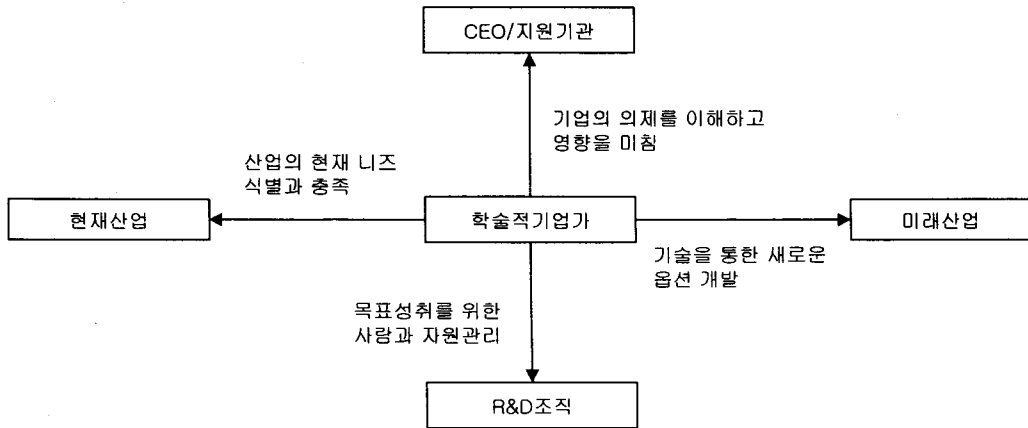 CEO/지원기관
기업의 의제를 이해하고
영향을 미침
산업의 현재 니즈
식별과 충족
현재산업
학술적기업가
미래산업
기술을 통한 새로운
옵션 개발
목표성취를 위한
사람과 자원관리
R&D조직